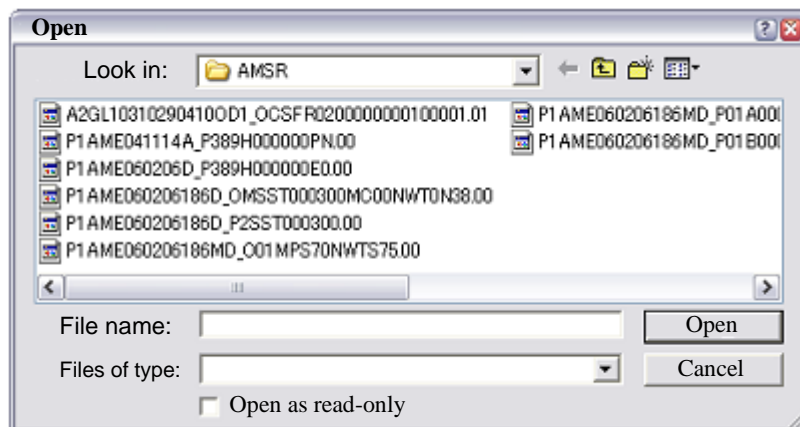 Open
Look in: AMSR
A2GL10310290410OD1_OCSFR0200000000100001.01
P1AME041114A_P389H000000PN.00
P1AME060206D_P389H000000E0.00
P1AME060206186D_OMSST000300MC00NWT0N38.00
P1AME060206186D_P2SST000300.00
P1AME060206186MD_O01MPS70NWTS75.00
P1AME060206186MD_P01A00
P1AME060206186MD_P01B00
File name:
Open
Files of type:
Cancel
Open as read-only